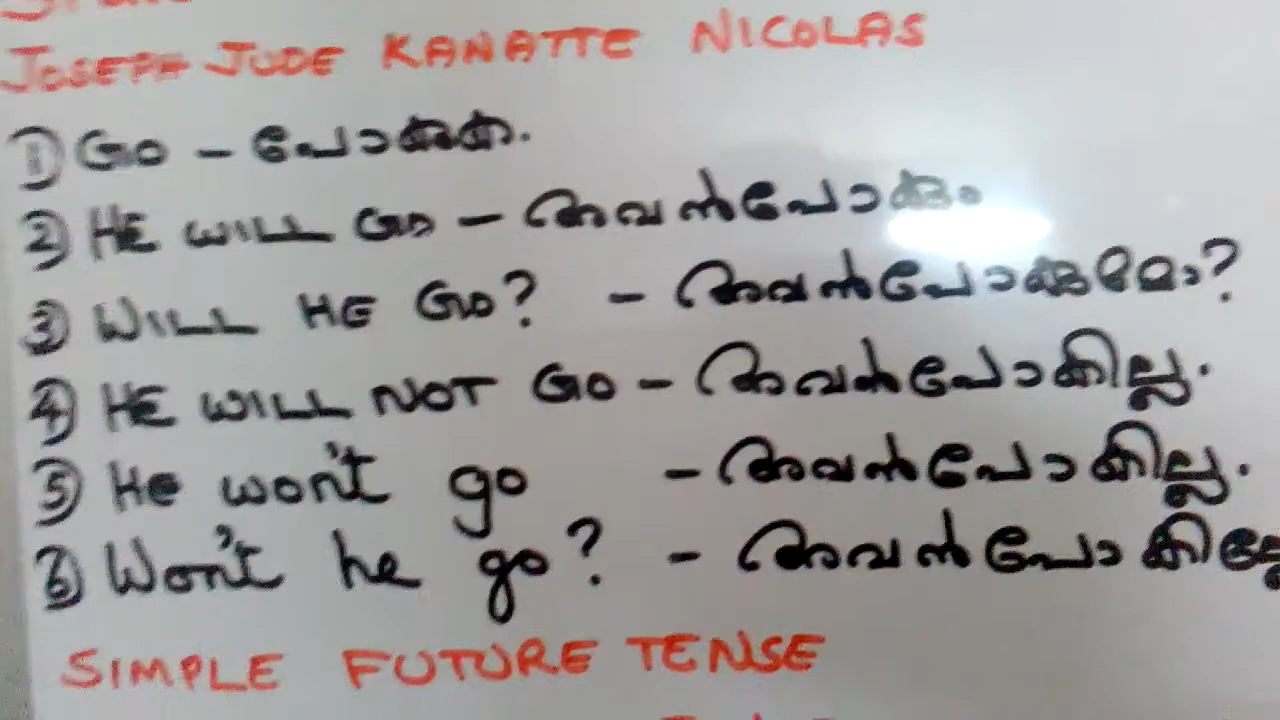 JOSEPH JUDE KANATTE NICOLAS
① GO – പോകുക.
② HE WILL GO – അവൻ പോകും
③ WILL HE GO? – അവൻ പോകുമോ?
④ HE WILL NOT GO – അവൻ പോകില്ല.
⑤ He won't go – അവൻ പോകില്ല.
⑥ Won't he go? – അവൻ
SIMPLE FUTURE TENSE